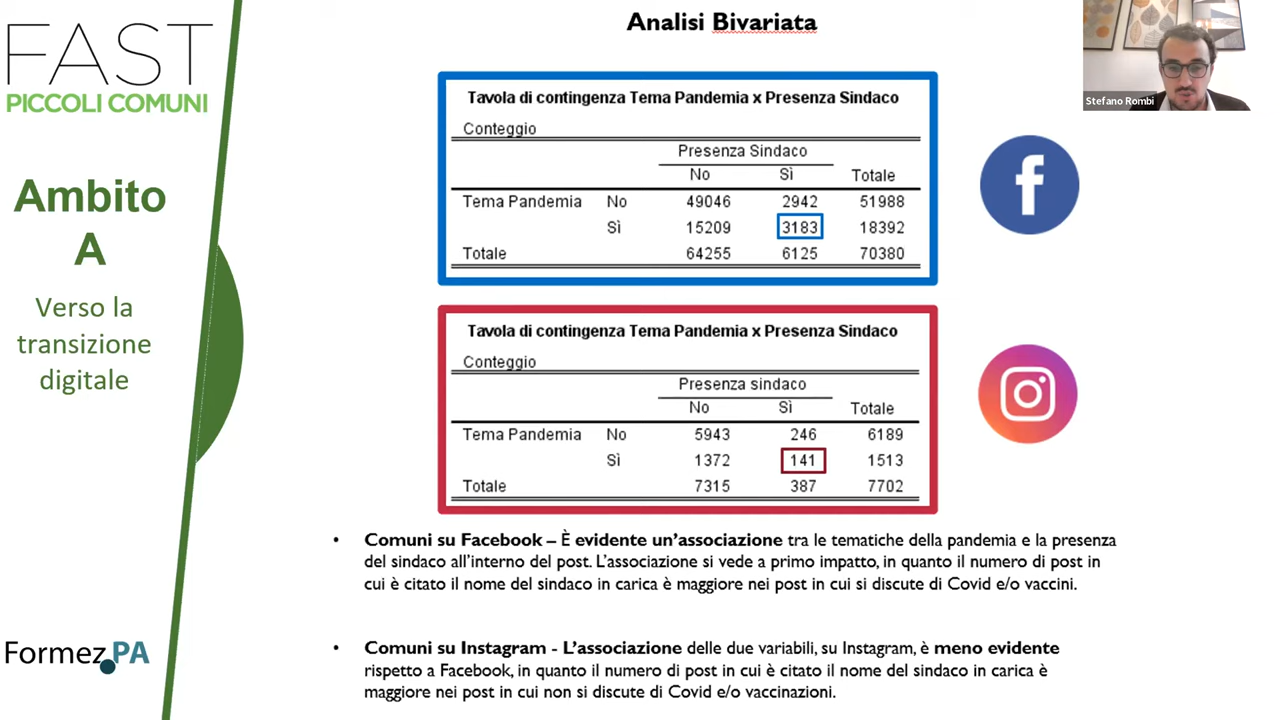 FAST
PICCOLI COMUNI
Ambito
A
Verso la
transizione
digitale
Formez PA
Analisi Bivariata
Tavola di contingenza Tema Pandemia x Presenza Sindaco
Conteggio
Presenza Sindaco
No Sì Totale
Tema Pandemia No 49046 2942 51988
Sì 15209 3183 18392
Totale 64255 6125 70380
Tavola di contingenza Tema Pandemia x Presenza Sindaco
Conteggio
Presenza sindaco
No Sì Totale
Tema Pandemia No 5943 246 6189
Sì 1372 141 1513
Totale 7315 387 7702
• Comuni su Facebook – È evidente un'associazione tra le tematiche della pandemia e la presenza
del sindaco all'interno del post. L'associazione si vede a primo impatto, in quanto il numero di post in
cui è citato il nome del sindaco in carica è maggiore nei post in cui si discute di Covid e/o vaccini.
• Comuni su Instagram - L'associazione delle due variabili, su Instagram, è meno evidente
rispetto a Facebook, in quanto il numero di post in cui è citato il nome del sindaco in carica è
maggiore nei post in cui non si discute di Covid e/o vaccinazioni.
Stefano Rombi